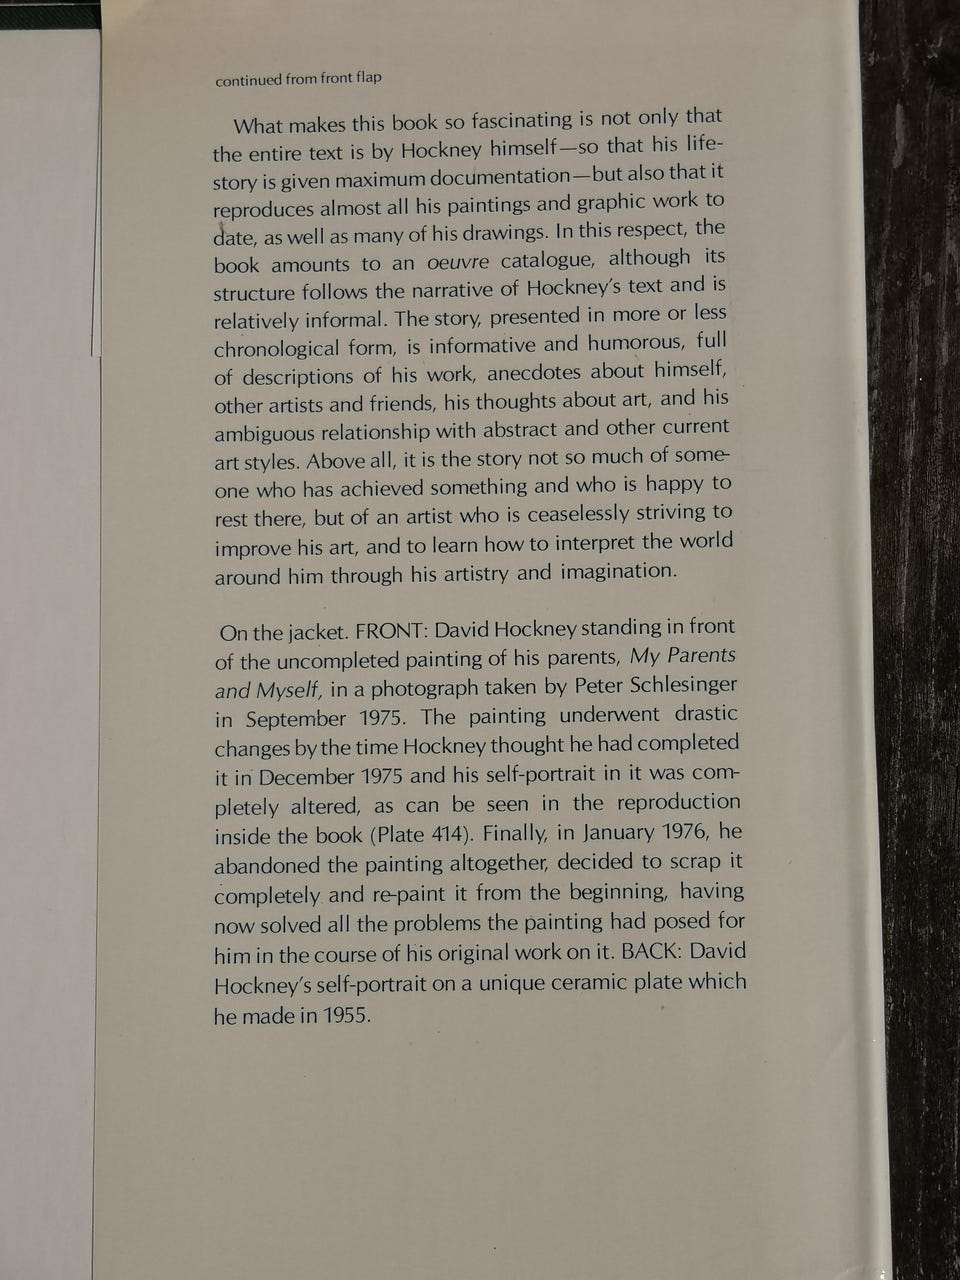 continued from front flap
What makes this book so fascinating is not only that
the entire text is by Hockney himself—so that his life-
story is given maximum documentation—but also that it
reproduces almost all his paintings and graphic work to
date, as well as many of his drawings. In this respect, the
book amounts to an oeuvre catalogue, although its
structure follows the narrative of Hockney's text and is
relatively informal. The story, presented in more or less
chronological form, is informative and humorous, full
of descriptions of his work, anecdotes about himself,
other artists and friends, his thoughts about art, and his
ambiguous relationship with abstract and other current
art styles. Above all, it is the story not so much of some-
one who has achieved something and who is happy to
rest there, but of an artist who is ceaselessly striving to
improve his art, and to learn how to interpret the world
around him through his artistry and imagination.
On the jacket. FRONT: David Hockney standing in front
of the uncompleted painting of his parents, My Parents
and Myself, in a photograph taken by Peter Schlesinger
in September 1975. The painting underwent drastic
changes by the time Hockney thought he had completed
it in December 1975 and his self-portrait in it was com-
pletely altered, as can be seen in the reproduction
inside the book (Plate 414). Finally, in January 1976, he
abandoned the painting altogether, decided to scrap it
completely and re-paint it from the beginning, having
now solved all the problems the painting had posed for
him in the course of his original work on it. BACK: David
Hockney's self-portrait on a unique ceramic plate which
he made in 1955.